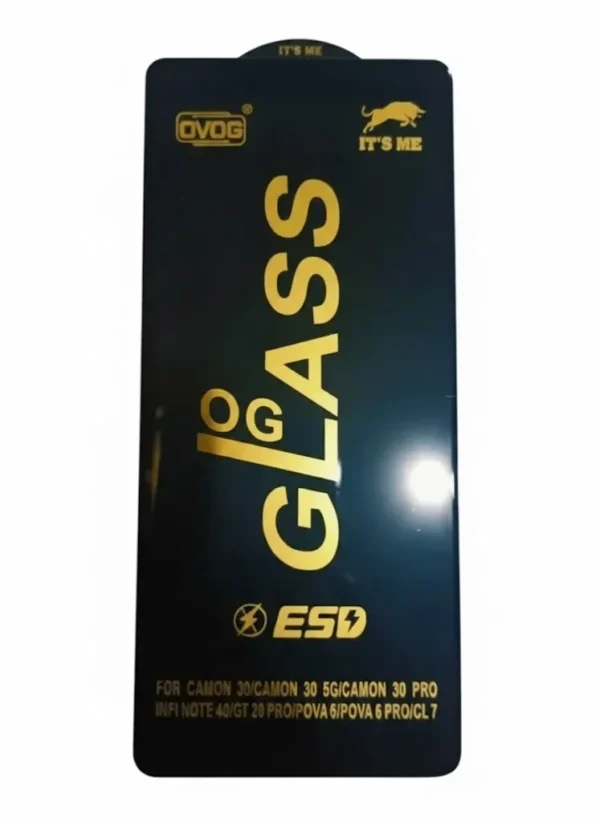 IT'S ME
OVOG®
IT'S ME
OG
GLASS
ESD
FOR CAMON 30/CAMON 30 5G/CAMON 30 PRO
INFI NOTE 40/GT 20 PRO/POVA 6/POVA 6 PRO/CL 7